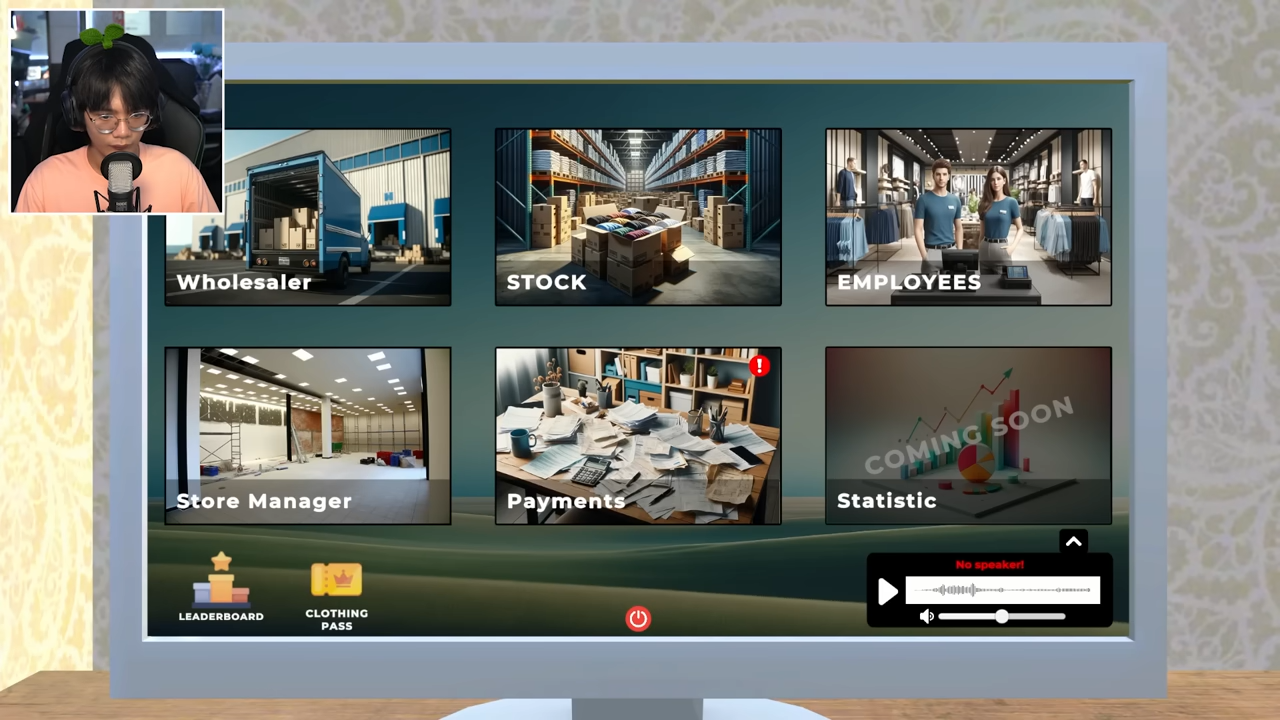 Wholesaler
STOCK
EMPLOYEES
Store Manager
Payments
!
COMING SOON
Statistic
No speaker!
LEADERBOARD
CLOTHING
PASS